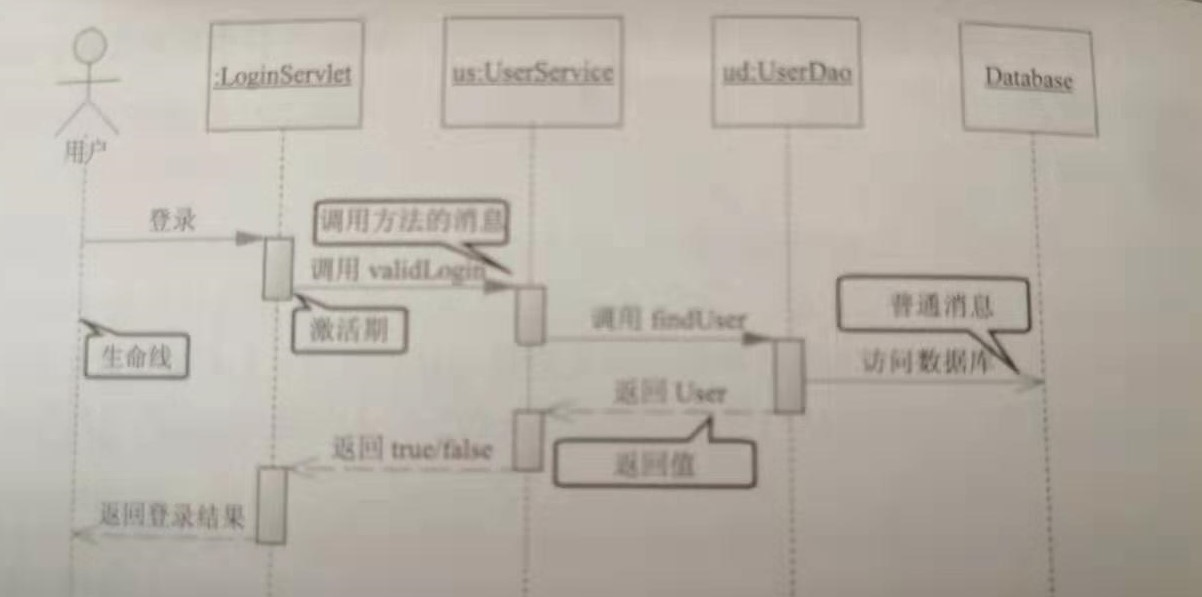 :LoginServlet
us:UserService
ud:UserDao
Database
用户
登录
调用方法的消息
调用 validLogin
激活期
生命线
调用 findUser
普通消息
访问数据库
返回 User
返回值
返回 true/false
返回登录结果